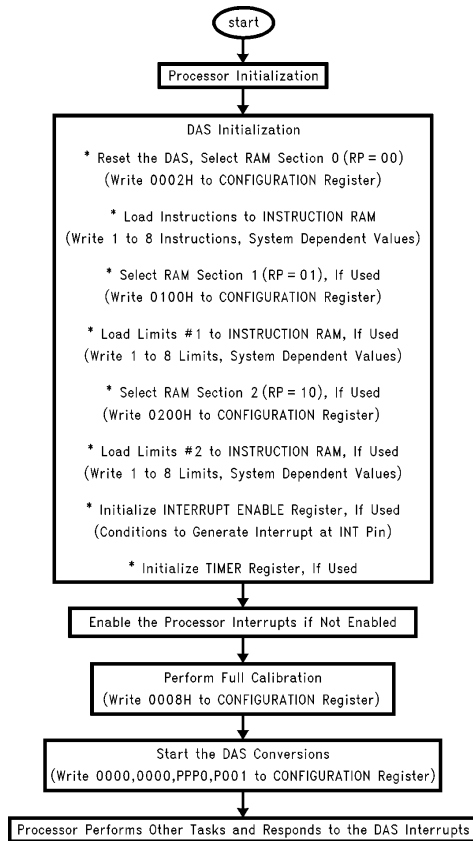 start
Processor Initialization
DAS Initialization
* Reset the DAS, Select RAM Section 0 (RP = 00)
(Write 0002H to CONFIGURATION Register)
* Load Instructions to INSTRUCTION RAM
(Write 1 to 8 Instructions, System Dependent Values)
* Select RAM Section 1 (RP = 01), If Used
(Write 0100H to CONFIGURATION Register)
* Load Limits #1 to INSTRUCTION RAM, If Used
(Write 1 to 8 Limits, System Dependent Values)
* Select RAM Section 2 (RP = 10), If Used
(Write 0200H to CONFIGURATION Register)
* Load Limits #2 to INSTRUCTION RAM, If Used
(Write 1 to 8 Limits, System Dependent Values)
* Initialize INTERRUPT ENABLE Register, If Used
(Conditions to Generate Interrupt at INT Pin)
* Initialize TIMER Register, If Used
Enable the Processor Interrupts if Not Enabled
Perform Full Calibration
(Write 0008H to CONFIGURATION Register)
Start the DAS Conversions
(Write 0000,0000,PPP0,P001 to CONFIGURATION Register)
Processor Performs Other Tasks and Responds to the DAS Interrupts